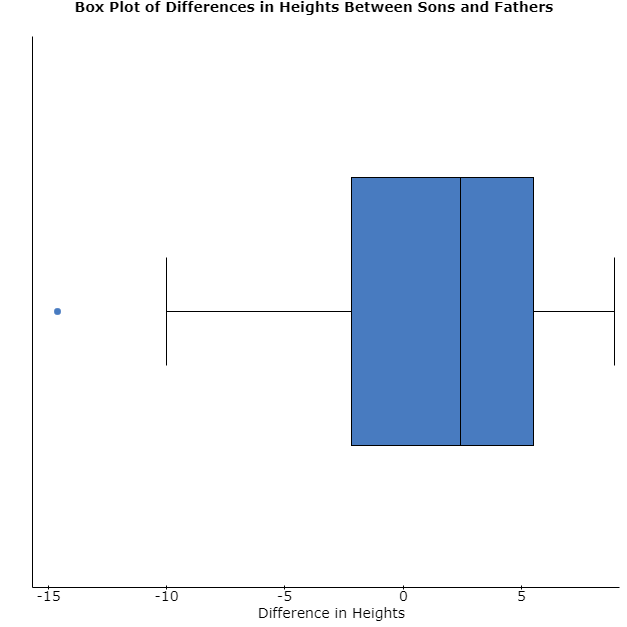 Box Plot of Differences in Heights Between Sons and Fathers
-15 -10 -5 0 5
Difference in Heights